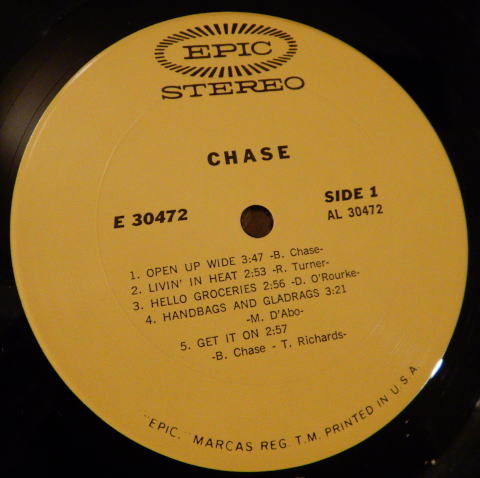 EPIC
STEREO
CHASE
E 30472
SIDE 1
AL 30472
1. OPEN UP WIDE 3:47 -B. Chase-
2. LIVIN' IN HEAT 2:53 -R. Turner-
3. HELLO GROCERIES 2:56 -D. O'Rourke-
4. HANDBAGS AND GLADRAGS 3:21
-M. D'Abo-
5. GET IT ON 2:57
-B. Chase - T. Richards-
"EPIC," MARCAS REG. T.M. PRINTED IN U.S.A.